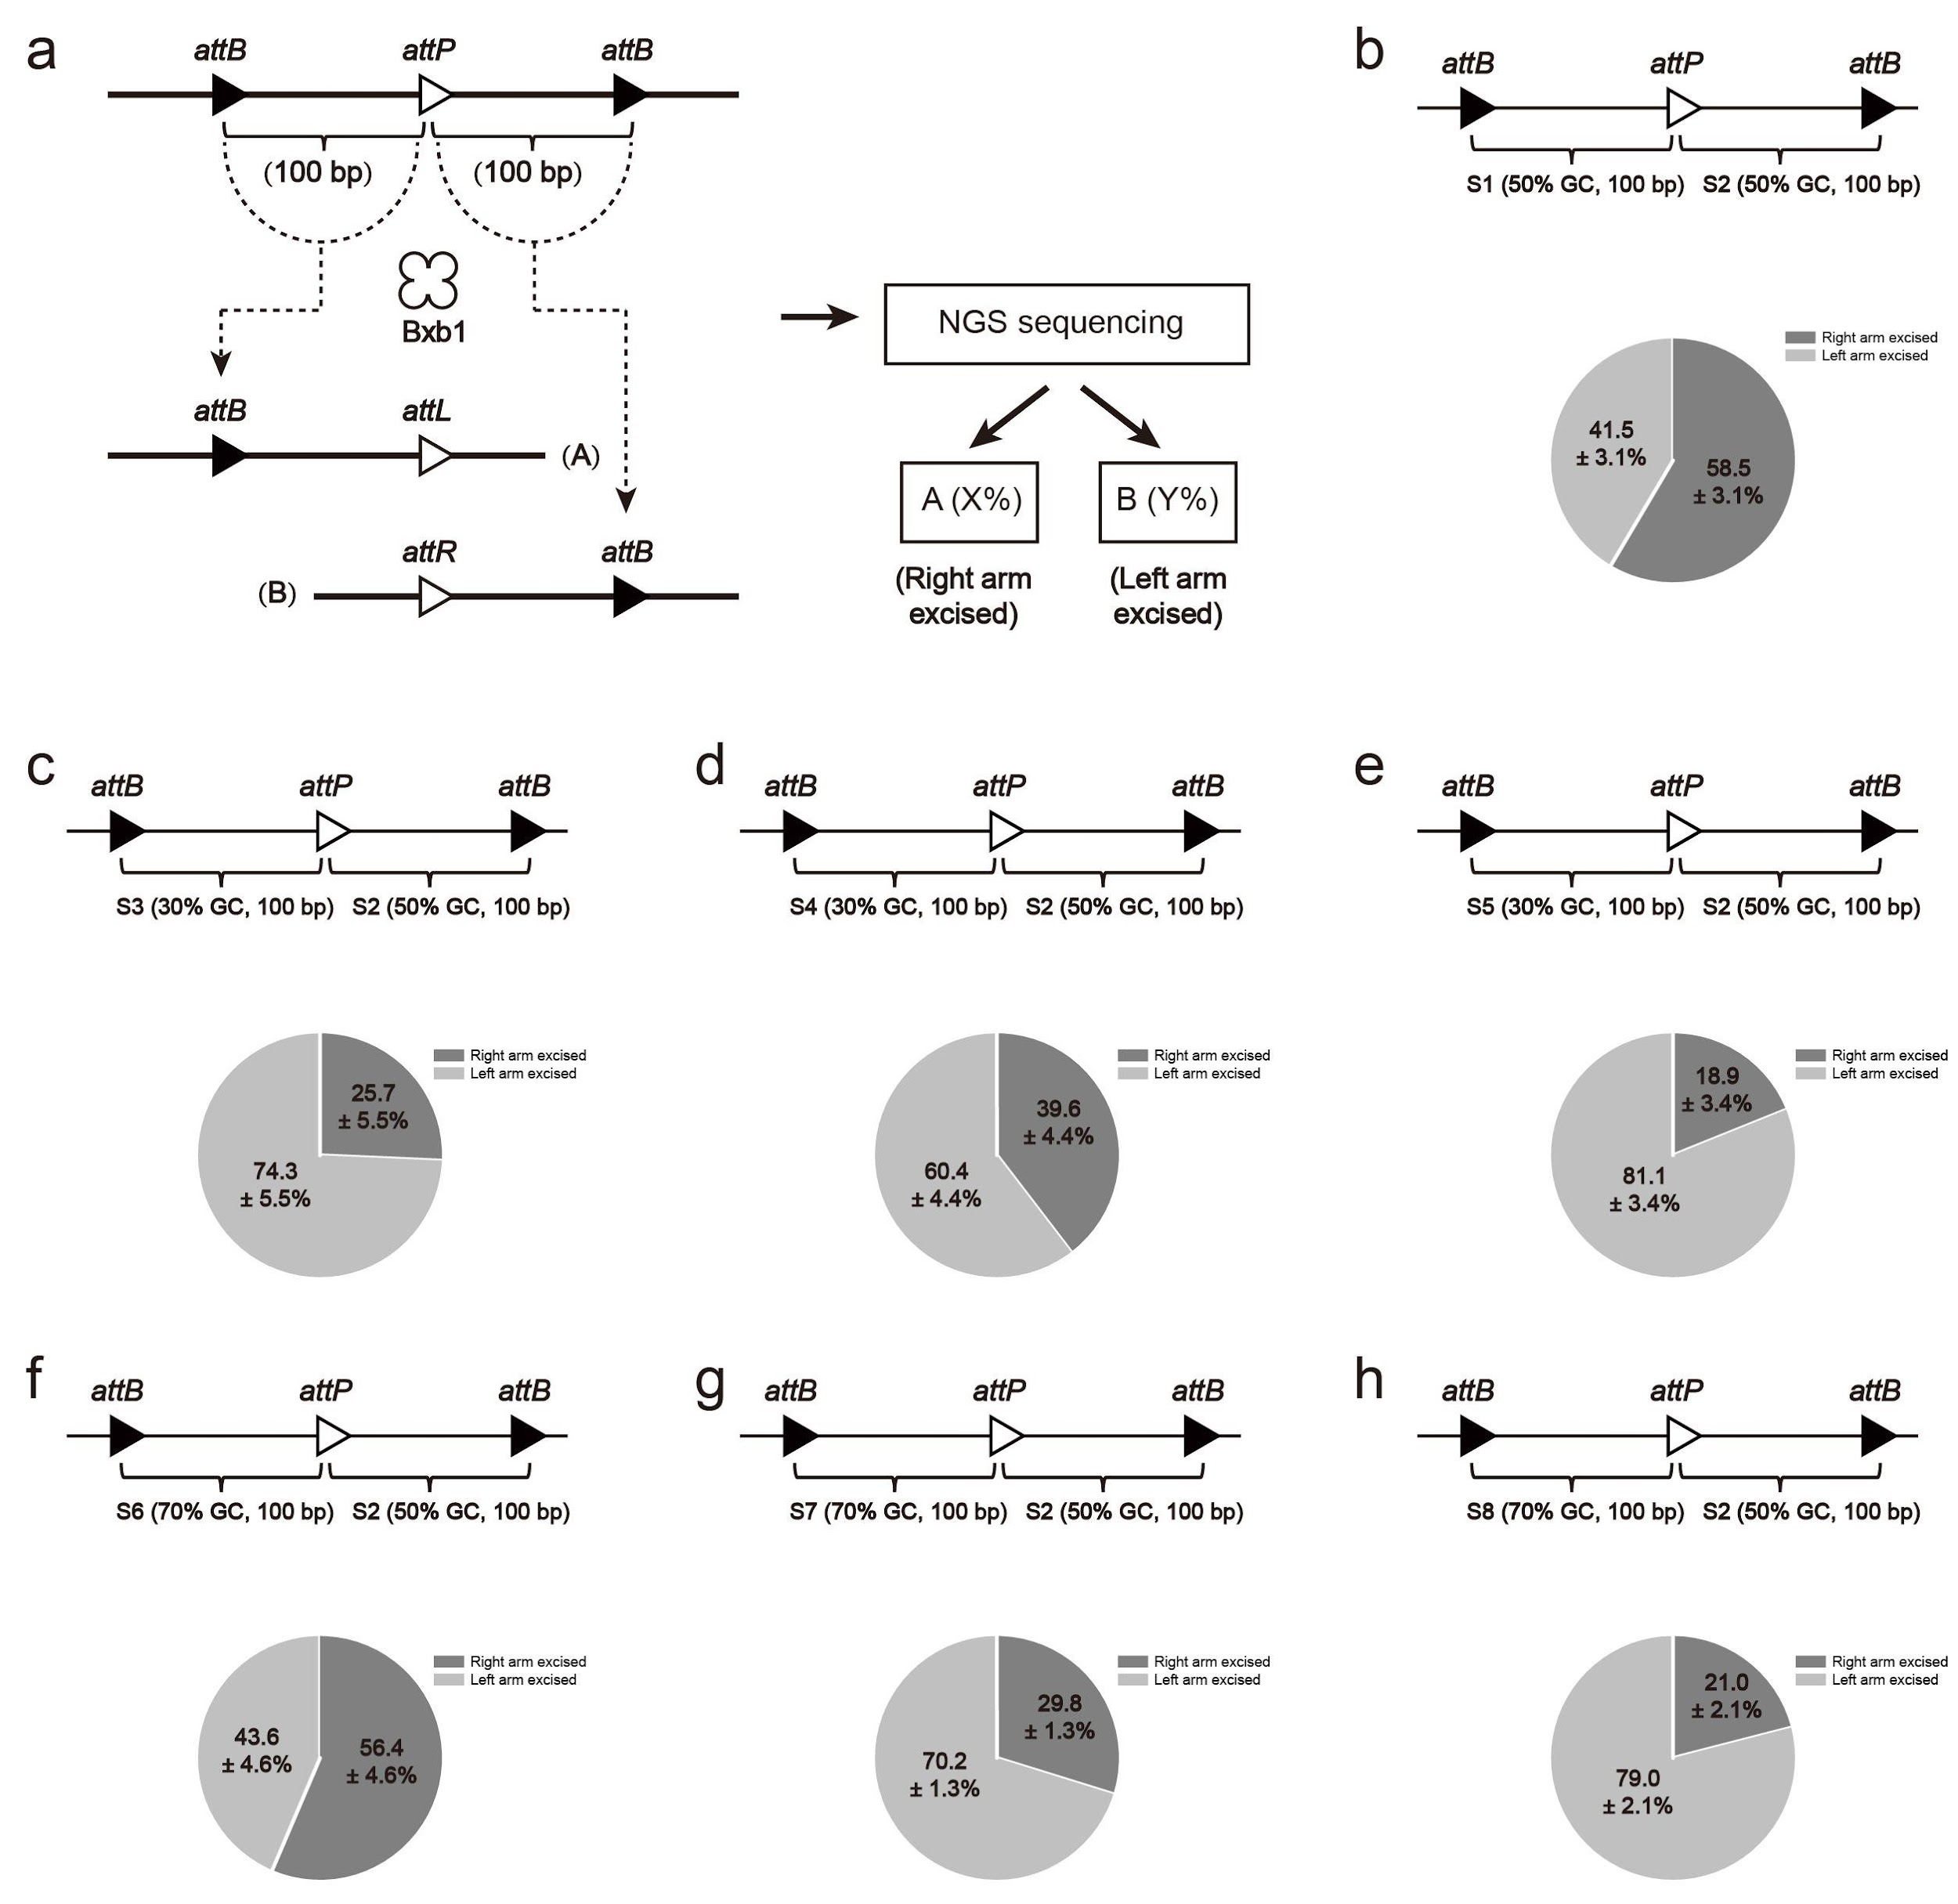 a
attB attP attB
(100 bp) (100 bp)
Bxb1
attB attL
(A)
attR attB
(B)
NGS sequencing
A (X%) B (Y%)
(Right arm excised) (Left arm excised)
b
attB attP attB
S1 (50% GC, 100 bp) S2 (50% GC, 100 bp)
Right arm excised
Left arm excised
41.5
± 3.1%
58.5
± 3.1%
c
attB attP attB
S3 (30% GC, 100 bp) S2 (50% GC, 100 bp)
Right arm excised
Left arm excised
25.7
± 5.5%
74.3
± 5.5%
d
attB attP attB
S4 (30% GC, 100 bp) S2 (50% GC, 100 bp)
Right arm excised
Left arm excised
39.6
± 4.4%
60.4
± 4.4%
e
attB attP attB
S5 (30% GC, 100 bp) S2 (50% GC, 100 bp)
Right arm excised
Left arm excised
18.9
± 3.4%
81.1
± 3.4%
f
attB attP attB
S6 (70% GC, 100 bp) S2 (50% GC, 100 bp)
Right arm excised
Left arm excised
43.6
± 4.6%
56.4
± 4.6%
g
attB attP attB
S7 (70% GC, 100 bp) S2 (50% GC, 100 bp)
Right arm excised
Left arm excised
29.8
± 1.3%
70.2
± 1.3%
h
attB attP attB
S8 (70% GC, 100 bp) S2 (50% GC, 100 bp)
Right arm excised
Left arm excised
21.0
± 2.1%
79.0
± 2.1%